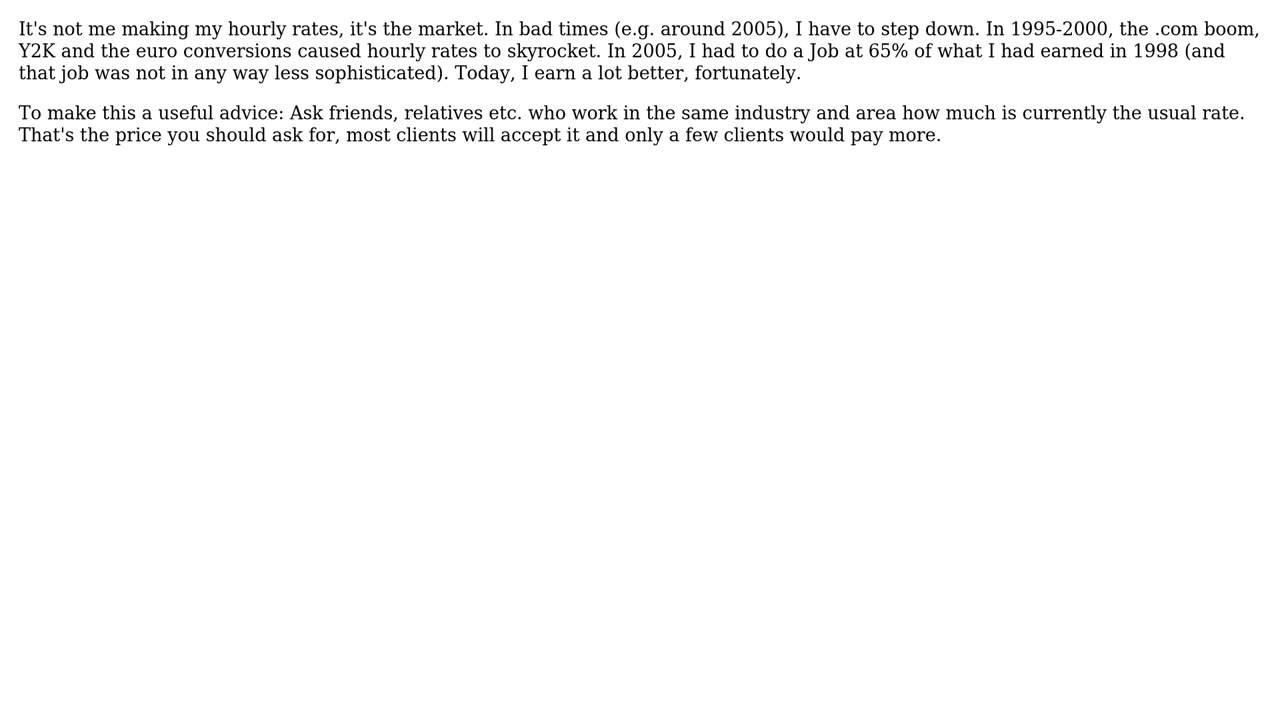 It's not me making my hourly rates, it's the market. In bad times (e.g. around 2005), I have to step down. In 1995-2000, the .com boom,
Y2K and the euro conversions caused hourly rates to skyrocket. In 2005, I had to do a Job at 65% of what I had earned in 1998 (and
that job was not in any way less sophisticated). Today, I earn a lot better, fortunately.
To make this a useful advice: Ask friends, relatives etc. who work in the same industry and area how much is currently the usual rate.
That's the price you should ask for, most clients will accept it and only a few clients would pay more.